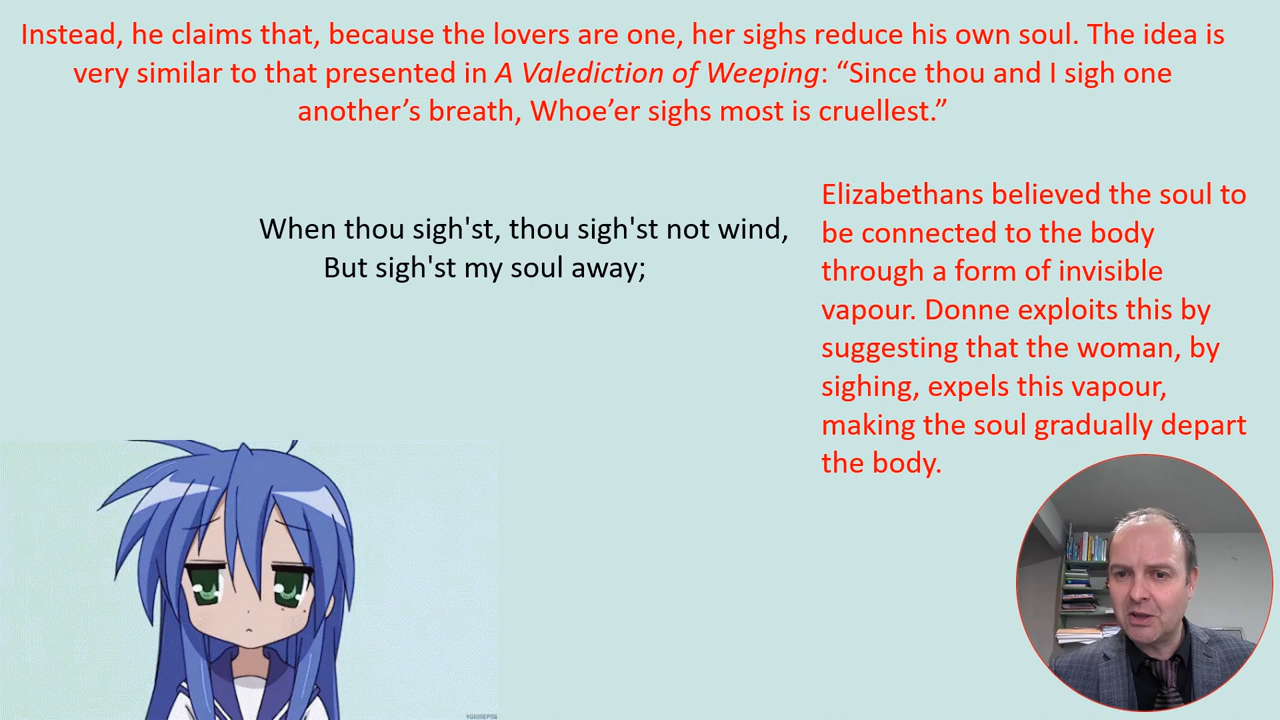 Instead, he claims that, because the lovers are one, her sighs reduce his own soul. The idea is
very similar to that presented in A Valediction of Weeping: “Since thou and I sigh one
another’s breath, Whoe’er sighs most is cruellest.”
When thou sigh'st, thou sigh'st not wind,
But sigh'st my soul away;
Elizabethans believed the soul to
be connected to the body
through a form of invisible
vapour. Donne exploits this by
suggesting that the woman, by
sighing, expels this vapour,
making the soul gradually depart
the body.